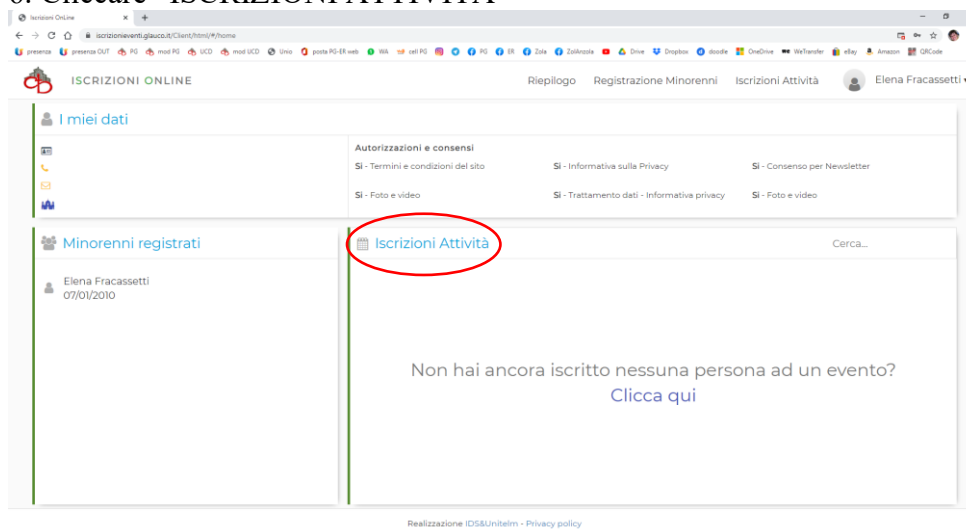 Iscrizioni OnLine
iscrizionieventi.glauco.it/Client/html/#/home
presenza presenza OUT PG mod PG UCD mod UCD Unio posta PG-ER web WA cell PG PG ER Zola ZolAnzola Drive Dropbox doodle OneDrive WeTransfer eBay Amazon QRCode
ISCRIZIONI ONLINE Riepilogo Registrazione Minorenni Iscrizioni Attività Elena Fracassetti
I miei dati
Autorizzazioni e consensi
Si - Termini e condizioni del sito Si - Informativa sulla Privacy Si - Consenso per Newsletter
Si - Foto e video Si - Trattamento dati - Informativa privacy Si - Foto e video
Minorenni registrati Iscrizioni Attività Cerca...
Elena Fracassetti
07/01/2010
Non hai ancora iscritto nessuna persona ad un evento?
Clicca qui
Realizzazione IDS&Unitelm - Privacy policy